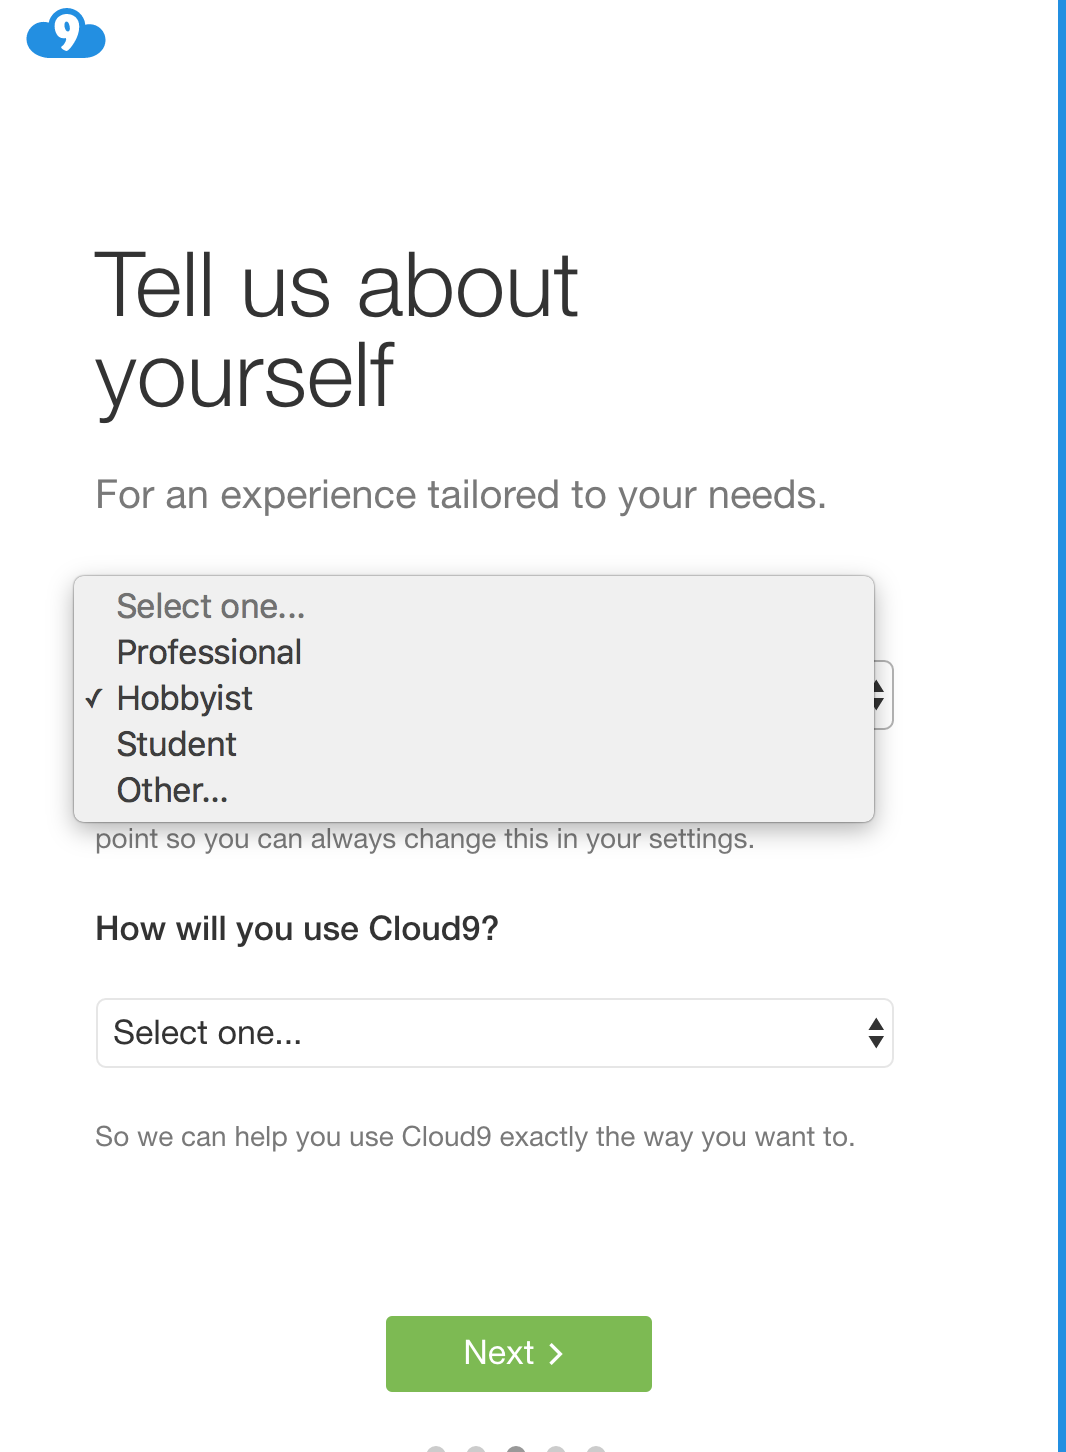 9
Tell us about
yourself
For an experience tailored to your needs.
Select one...
Professional
✓ Hobbyist
Student
Other...
point so you can always change this in your settings.
How will you use Cloud9?
Select one...
So we can help you use Cloud9 exactly the way you want to.
Next >